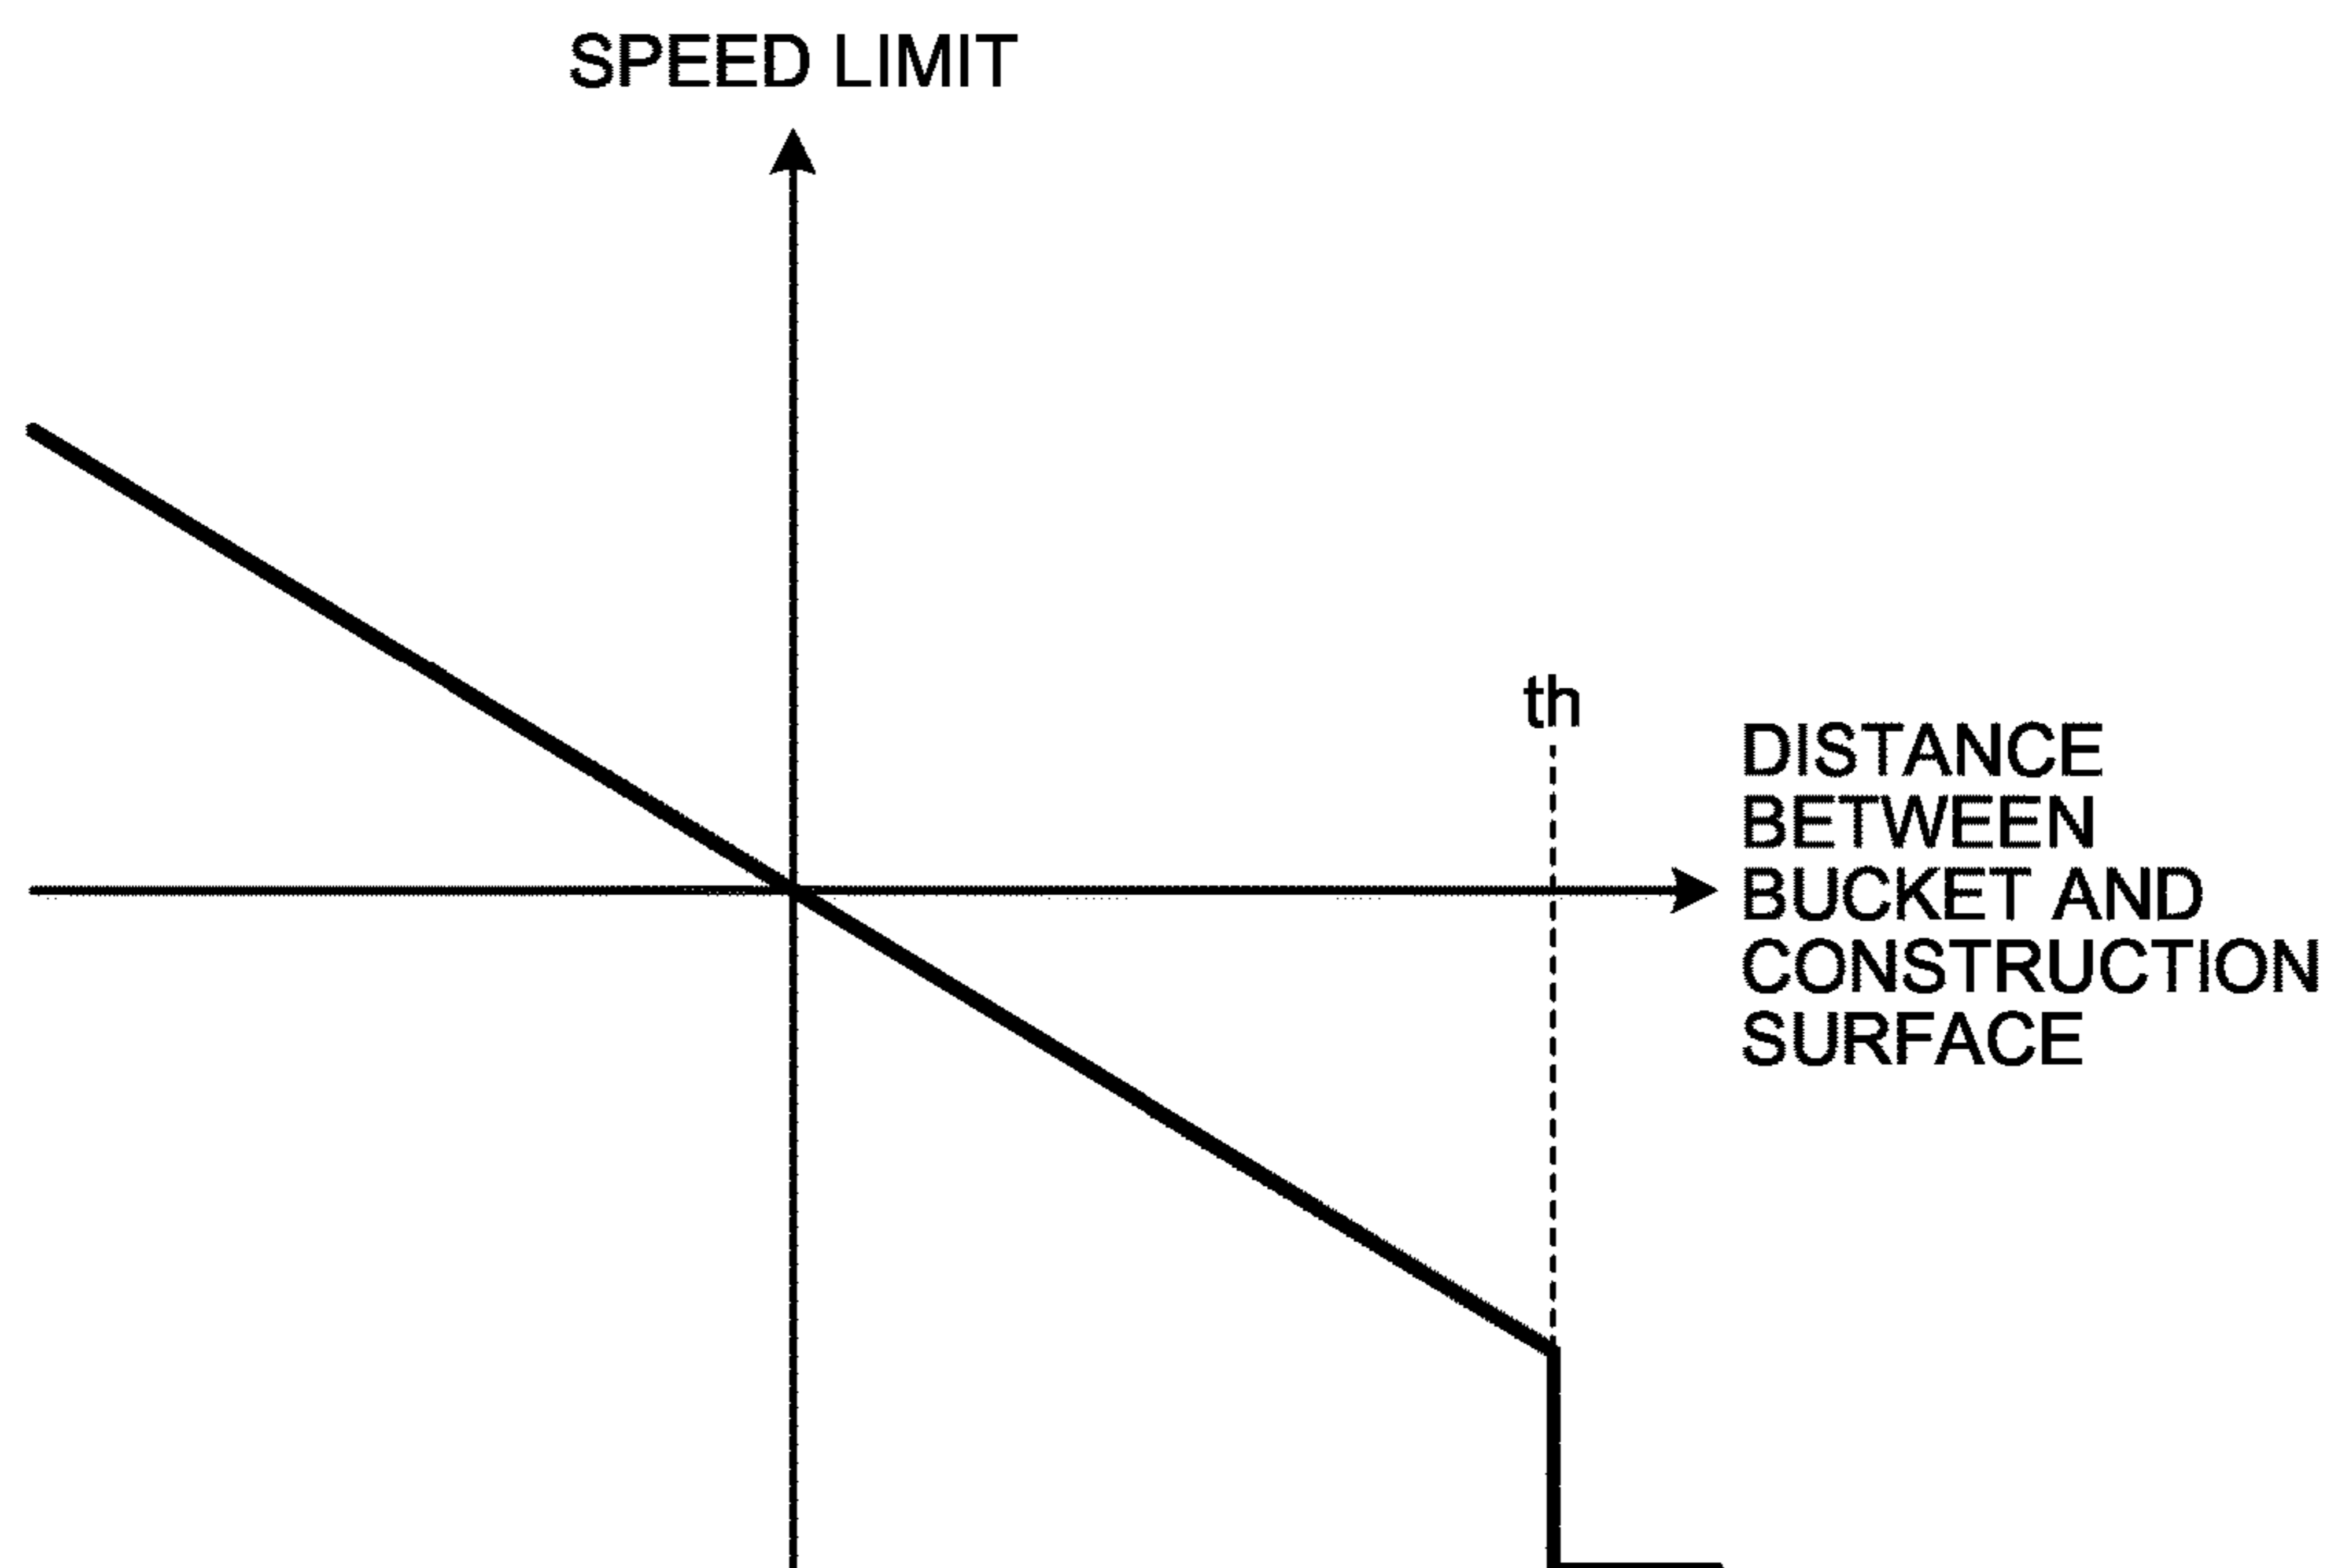 SPEED LIMIT
th
DISTANCE
BETWEEN
BUCKET AND
CONSTRUCTION
SURFACE